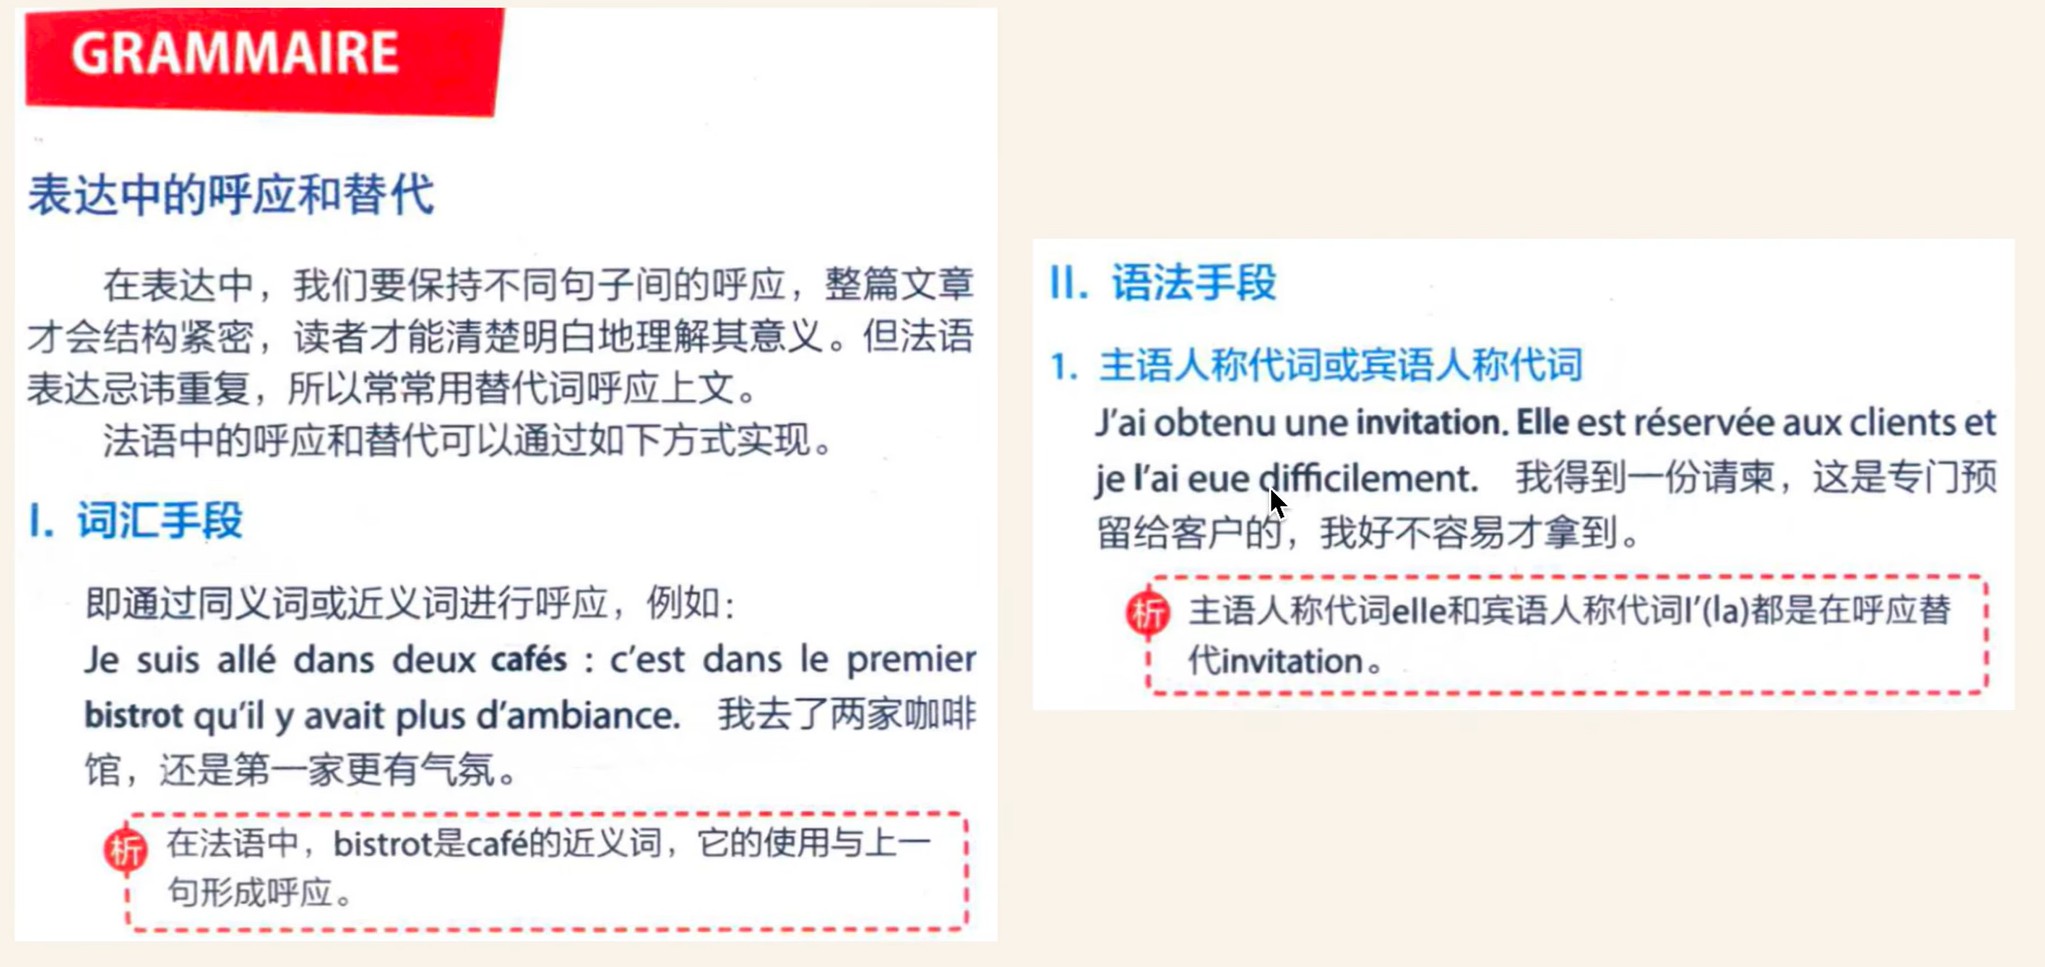 GRAMMAIRE
表达中的呼应和替代
在表达中，我们要保持不同句子间的呼应，整篇文章
才会结构紧密，读者才能清楚明白地理解其意义。但法语
表达忌讳重复，所以常常用替代词呼应上文。
法语中的呼应和替代可以通过如下方式实现。
I. 词汇手段
即通过同义词或近义词进行呼应，例如：
Je suis allé dans deux cafés : c'est dans le premier
bistrot qu'il y avait plus d'ambiance. 我去了两家咖啡
馆，还是第一家更有气氛。
析 在法语中，bistrot是café的近义词，它的使用与上一
句形成呼应。
II. 语法手段
1. 主语人称代词或宾语人称代词
J'ai obtenu une invitation. Elle est réservée aux clients et
je l'ai eue difficilement. 我得到一份请柬，这是专门预
留给客户的，我好不容易才拿到。
析 主语人称代词elle和宾语人称代词l'(la)都是在呼应替
代invitation。